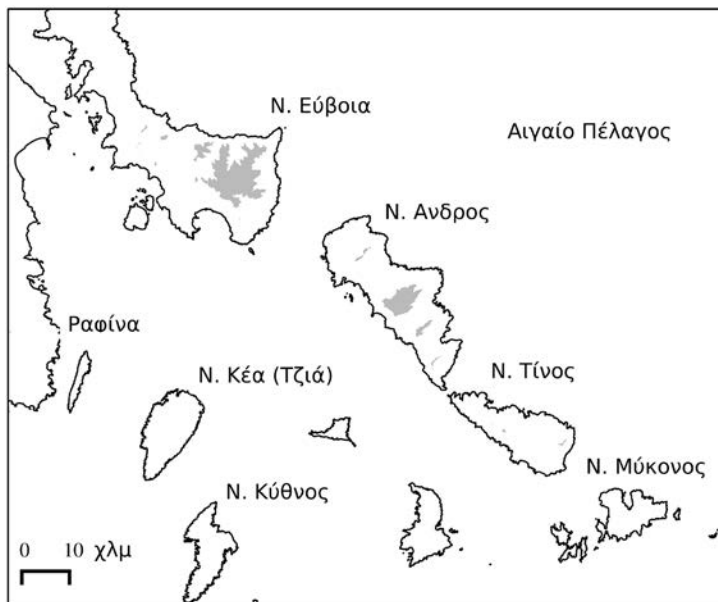 Ν. Εύβοια
Αιγαίο Πέλαγος
Ν. Ανδρος
Ραφίνα
Ν. Κέα (Τζιά)
Ν. Τίνος
Ν. Μύκονος
Ν. Κύθνος
0 10 χλμ